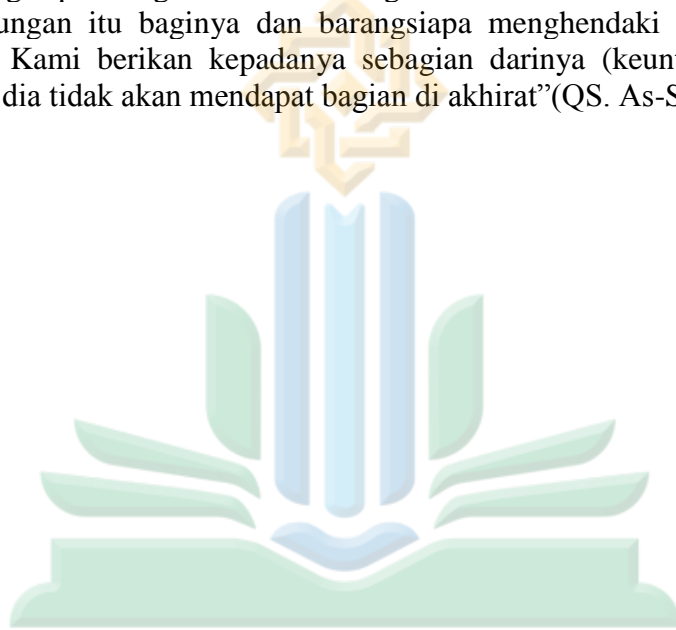 ungan itu baginya dan barangsiapa menghendaki
Kami berikan kepadanya sebagian darinya (keun
dia tidak akan mendapat bagian di akhirat”(QS. As-S